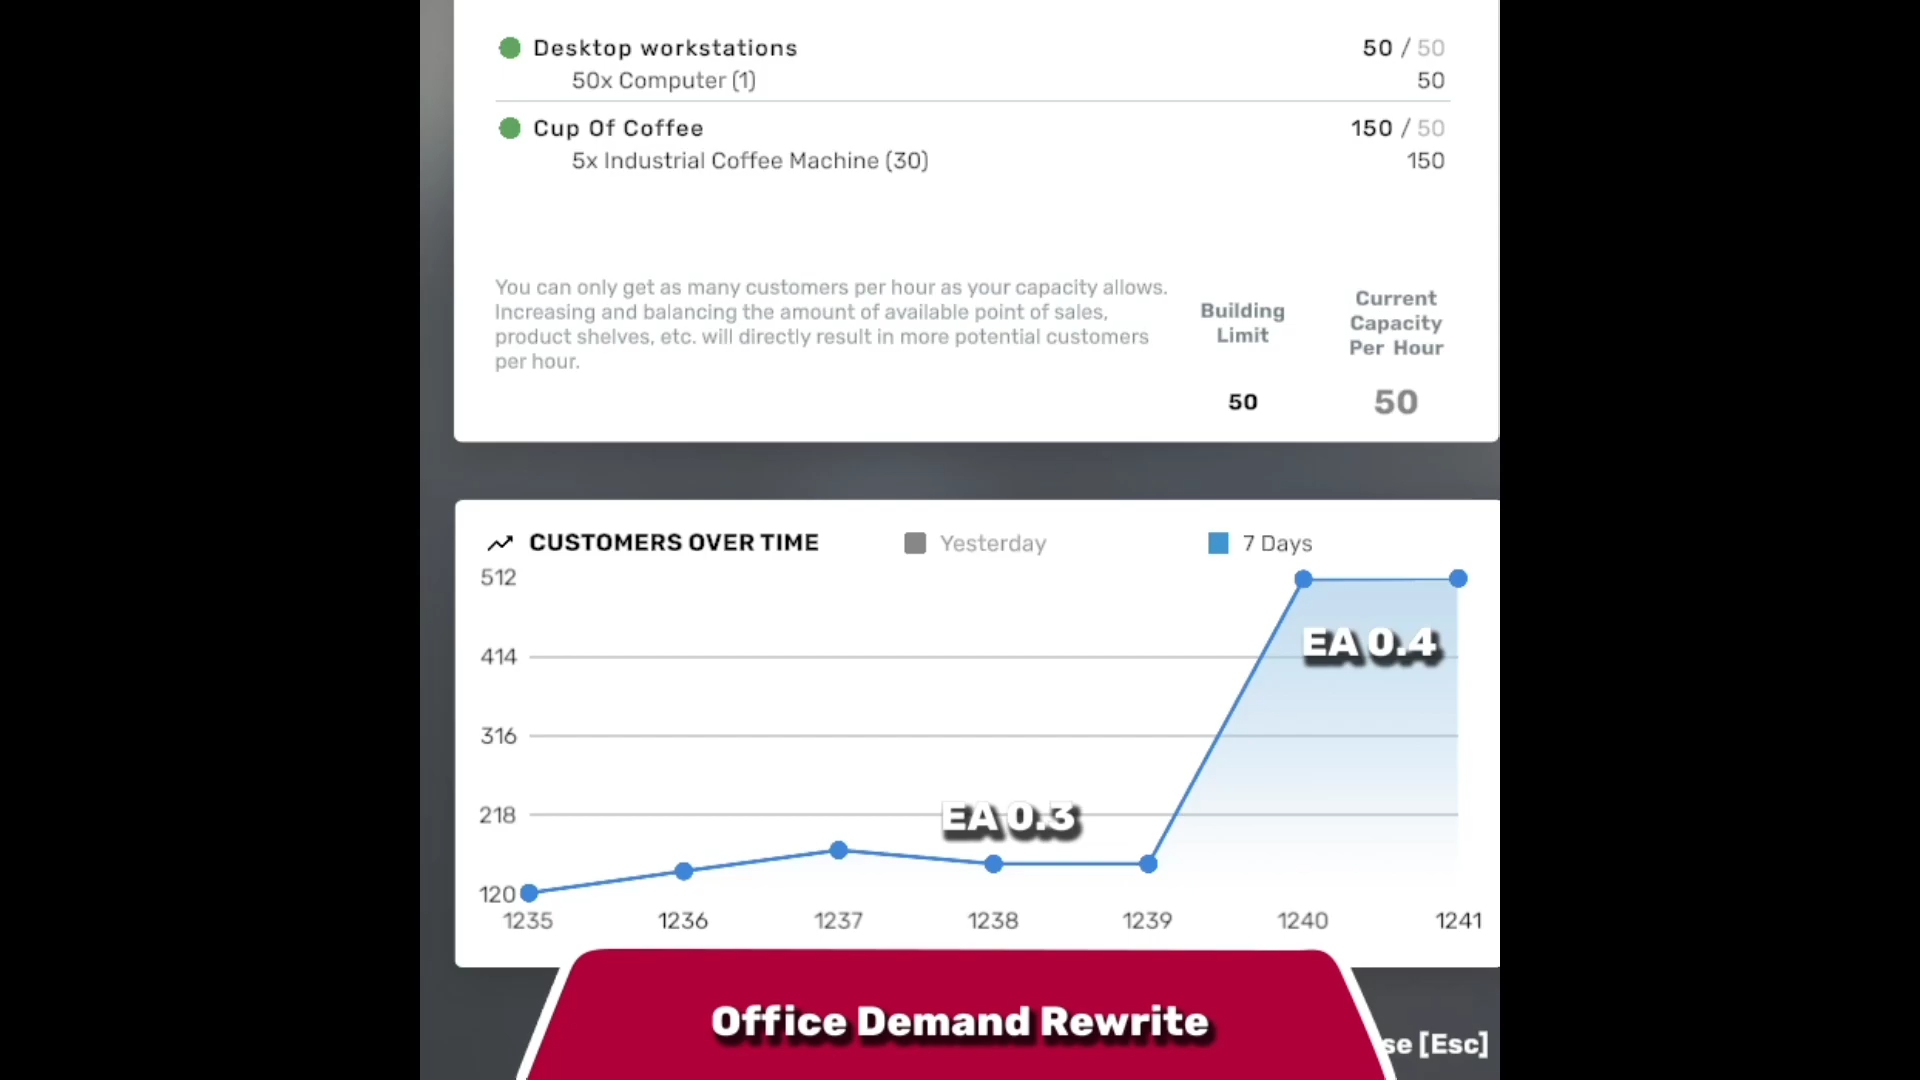 Desktop workstations 50 / 50
50x Computer (1) 50
Cup Of Coffee 150 / 50
5x Industrial Coffee Machine (30) 150
You can only get as many customers per hour as your capacity allows.
Increasing and balancing the amount of available point of sales,
product shelves, etc. will directly result in more potential customers
per hour.
Building
Limit
50
Current
Capacity
Per Hour
50
CUSTOMERS OVER TIME Yesterday 7 Days
512
414
316
218
120
EA 0.4
EA 0.3
1235 1236 1237 1238 1239 1240 1241
Office Demand Rewrite
se [Esc]